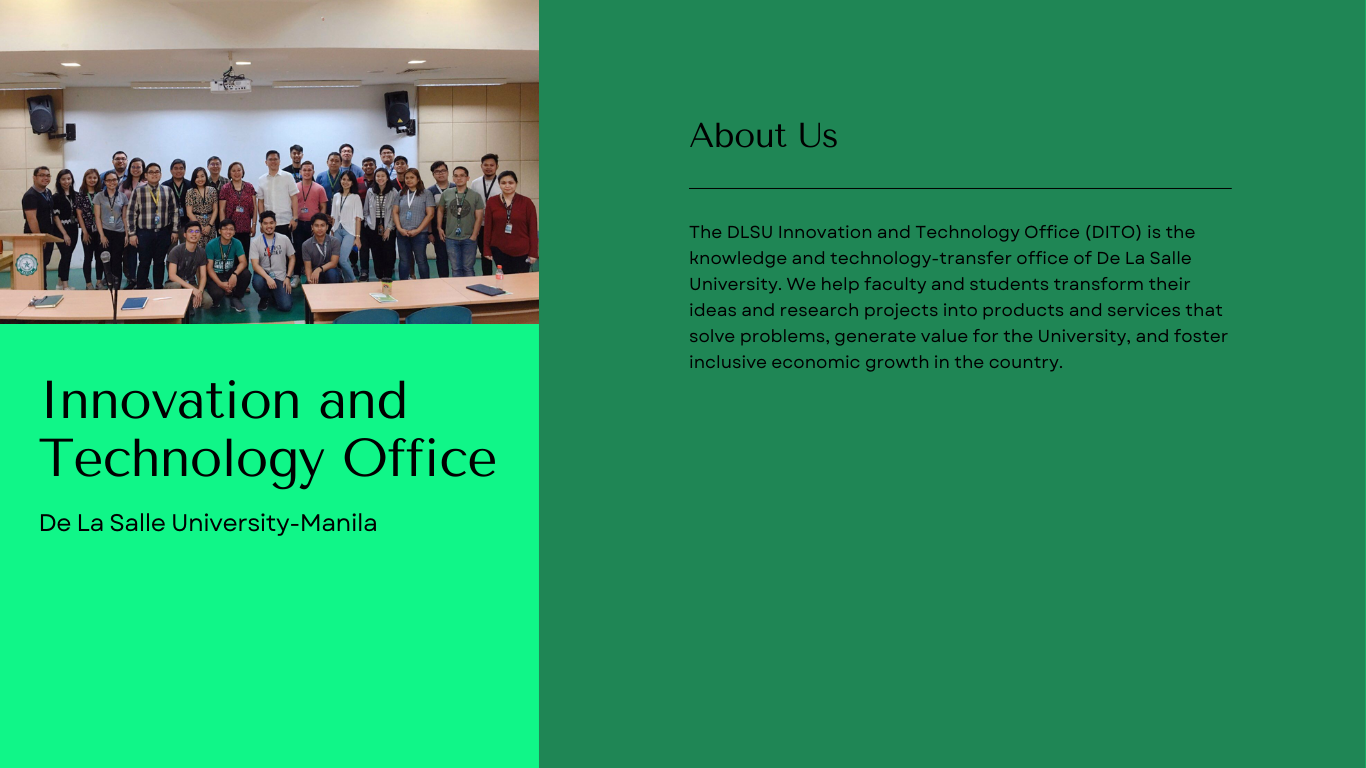 Innovation and
Technology Office
De La Salle University-Manila
About Us
The DLSU Innovation and Technology Office (DITO) is the
knowledge and technology-transfer office of De La Salle
University. We help faculty and students transform their
ideas and research projects into products and services that
solve problems, generate value for the University, and foster
inclusive economic growth in the country.